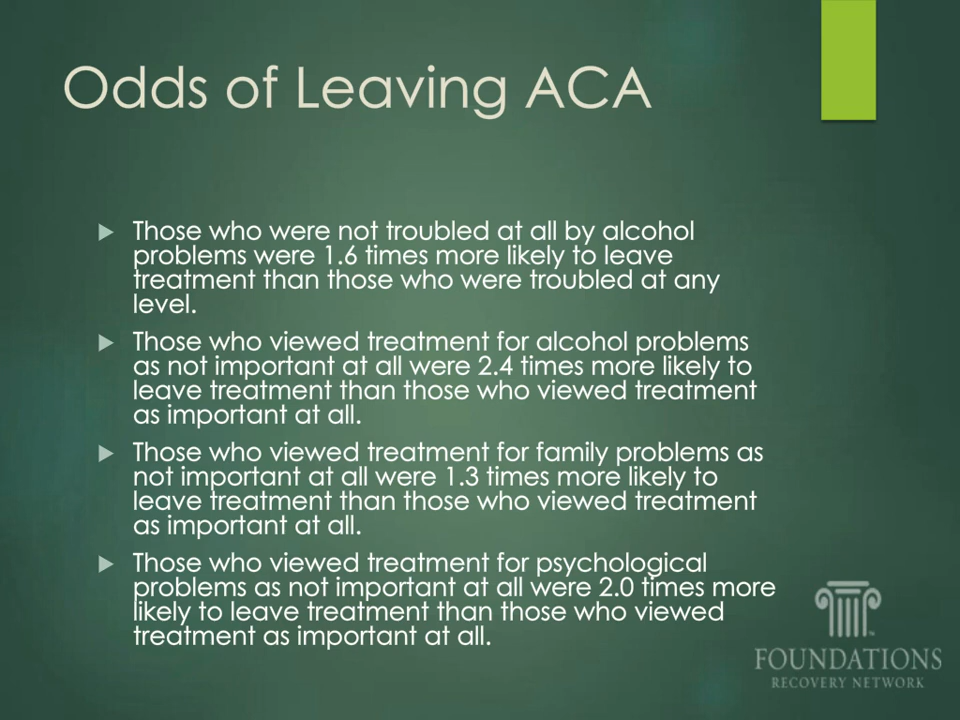 Odds of Leaving ACA
Those who were not troubled at all by alcohol
problems were 1.6 times more likely to leave
treatment than those who were troubled at any
level.
Those who viewed treatment for alcohol problems
as not important at all were 2.4 times more likely to
leave treatment than those who viewed treatment
as important at all.
Those who viewed treatment for family problems as
not important at all were 1.3 times more likely to
leave treatment than those who viewed treatment
as important at all.
Those who viewed treatment for psychological
problems as not important at all were 2.0 times more
likely to leave treatment than those who viewed
treatment as important at all.
FOUNDATIONS
RECOVERY NETWORK